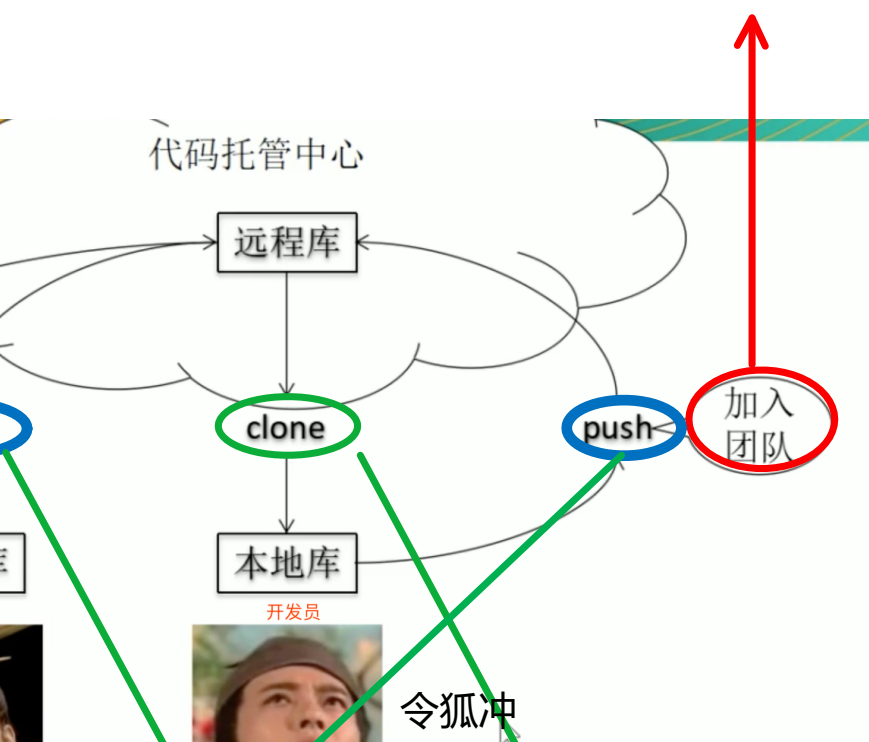 代码托管中心
远程库
clone
push
加入
团队
本地库
开发员
令狐冲